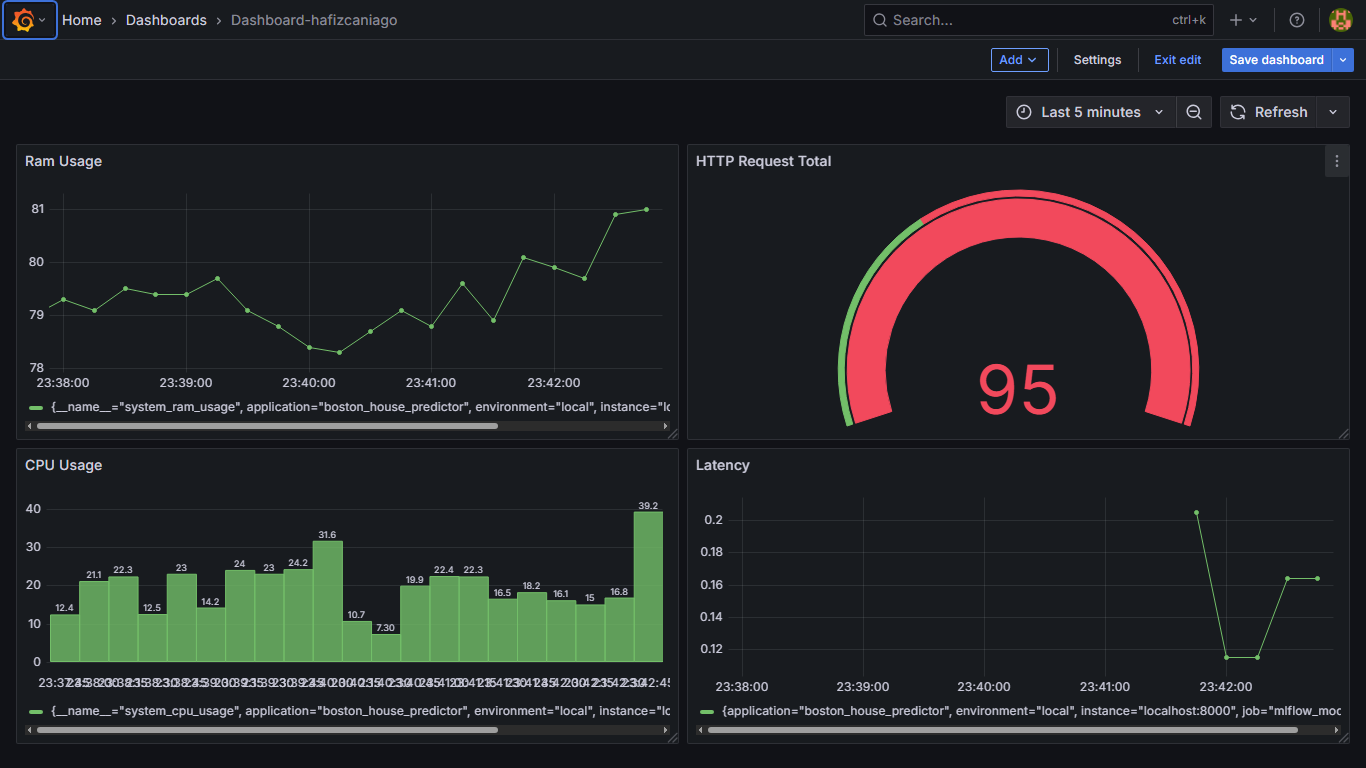 Home › Dashboards › Dashboard-hafizcaniago
Search... ctrl+k
Add Settings Exit edit Save dashboard
Last 5 minutes Refresh
Ram Usage
81
80
79
78
23:38:00 23:39:00 23:40:00 23:41:00 23:42:00
{__name__="system_ram_usage", application="boston_house_predictor", environment="local", instance="lo
HTTP Request Total
95
CPU Usage
40
30
20
10
0
12.4 21.1 22.3 12.5 23 14.2 24 23 24.2 31.6 10.7 7.30 19.9 22.4 22.3 16.5 18.2 16.1 15 16.8 39.2
{__name__="system_cpu_usage", application="boston_house_predictor", environment="local", instance="lo
Latency
0.2
0.18
0.16
0.14
0.12
23:38:00 23:39:00 23:40:00 23:41:00 23:42:00
{application="boston_house_predictor", environment="local", instance="localhost:8000", job="mlflow_mod